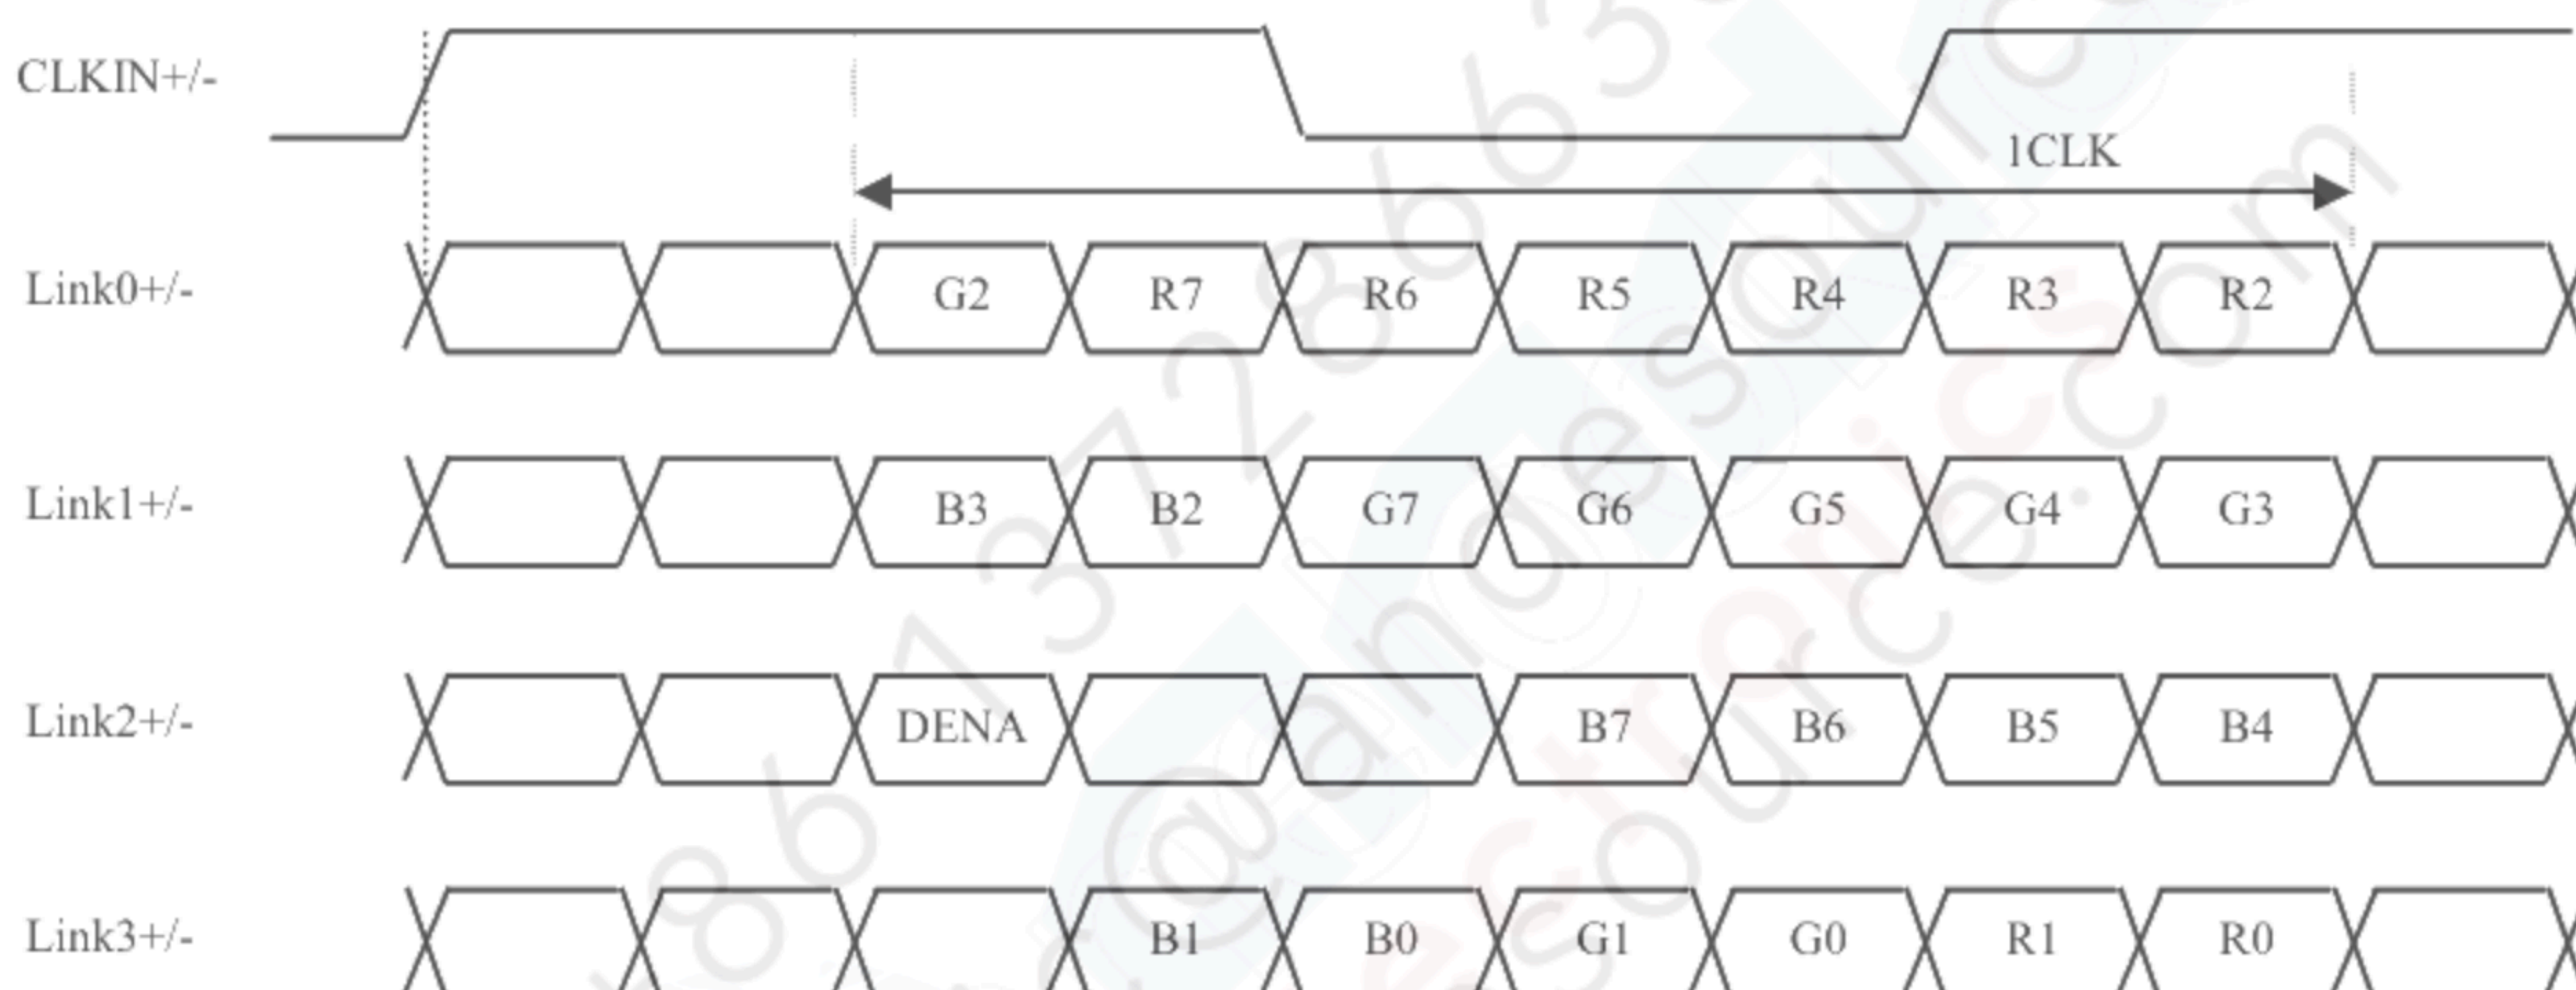 CLKIN+/-
1CLK
Link0+/- G2 R7 R6 R5 R4 R3 R2
Link1+/- B3 B2 G7 G6 G5 G4 G3
Link2+/- DENA B7 B6 B5 B4
Link3+/- B1 B0 G1 G0 R1 R0